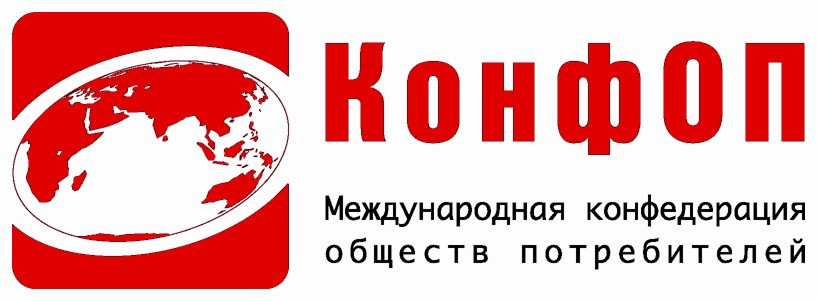 КонфОП
Международная конфедерация
обществ потребителей